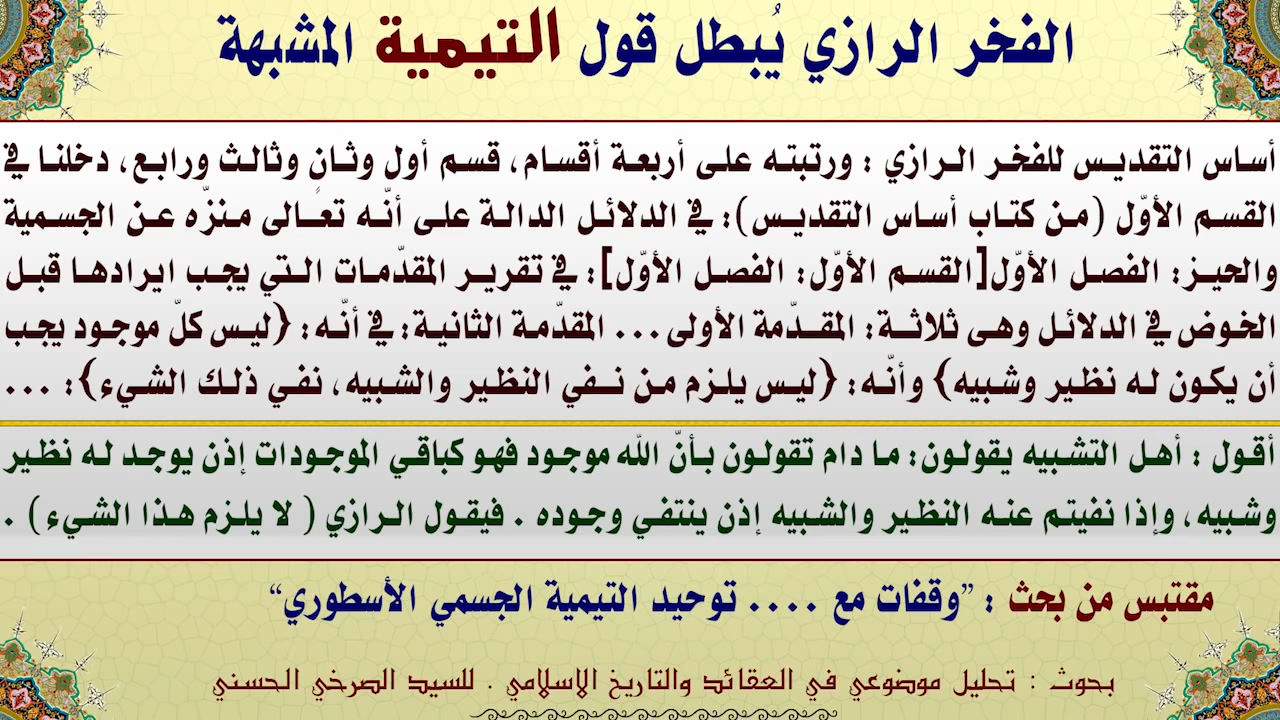 الفخر الرازي يُبطل قول التيمية المشبهة
أساس التقديس للفخر الرازي : ورتبته على أربعة أقسام، قسم أول وثانٍ وثالث ورابع، دخلنا في
القسم الأوّل (من كتاب أساس التقديس): في الدلائل الدالة على أنّه تعالى منزّه عن الجسمية
والحيز: الفصل الأوّل[القسم الأوّل: الفصل الأوّل]: في تقرير المقدّمات التي يجب ايرادها قبل
الخوض في الدلائل وهى ثلاثة: المقدّمة الأولى... المقدّمة الثانية: في أنّه: {ليس كلّ موجود يجب
أن يكون له نظير وشبيه} وأنّه: {ليس يلزم من نفي النظير والشبيه، نفي ذلك الشيء}: ...
أقول : أهل التشبيه يقولون: ما دام تقولون بأنّ الله موجود فهو كباقي الموجودات إذن يوجد له نظير
وشبيه، وإذا نفيتم عنه النظير والشبيه إذن ينتفي وجوده . فيقول الرازي ( لا يلزم هذا الشيء) .
مقتبس من بحث : ”وقفات مع .... توحيد التيمية الجسمي الأسطوري“
بحوث : تحليل موضوعي في العقائد والتاريخ الاسلامي . للسيد الصرخي الحسني